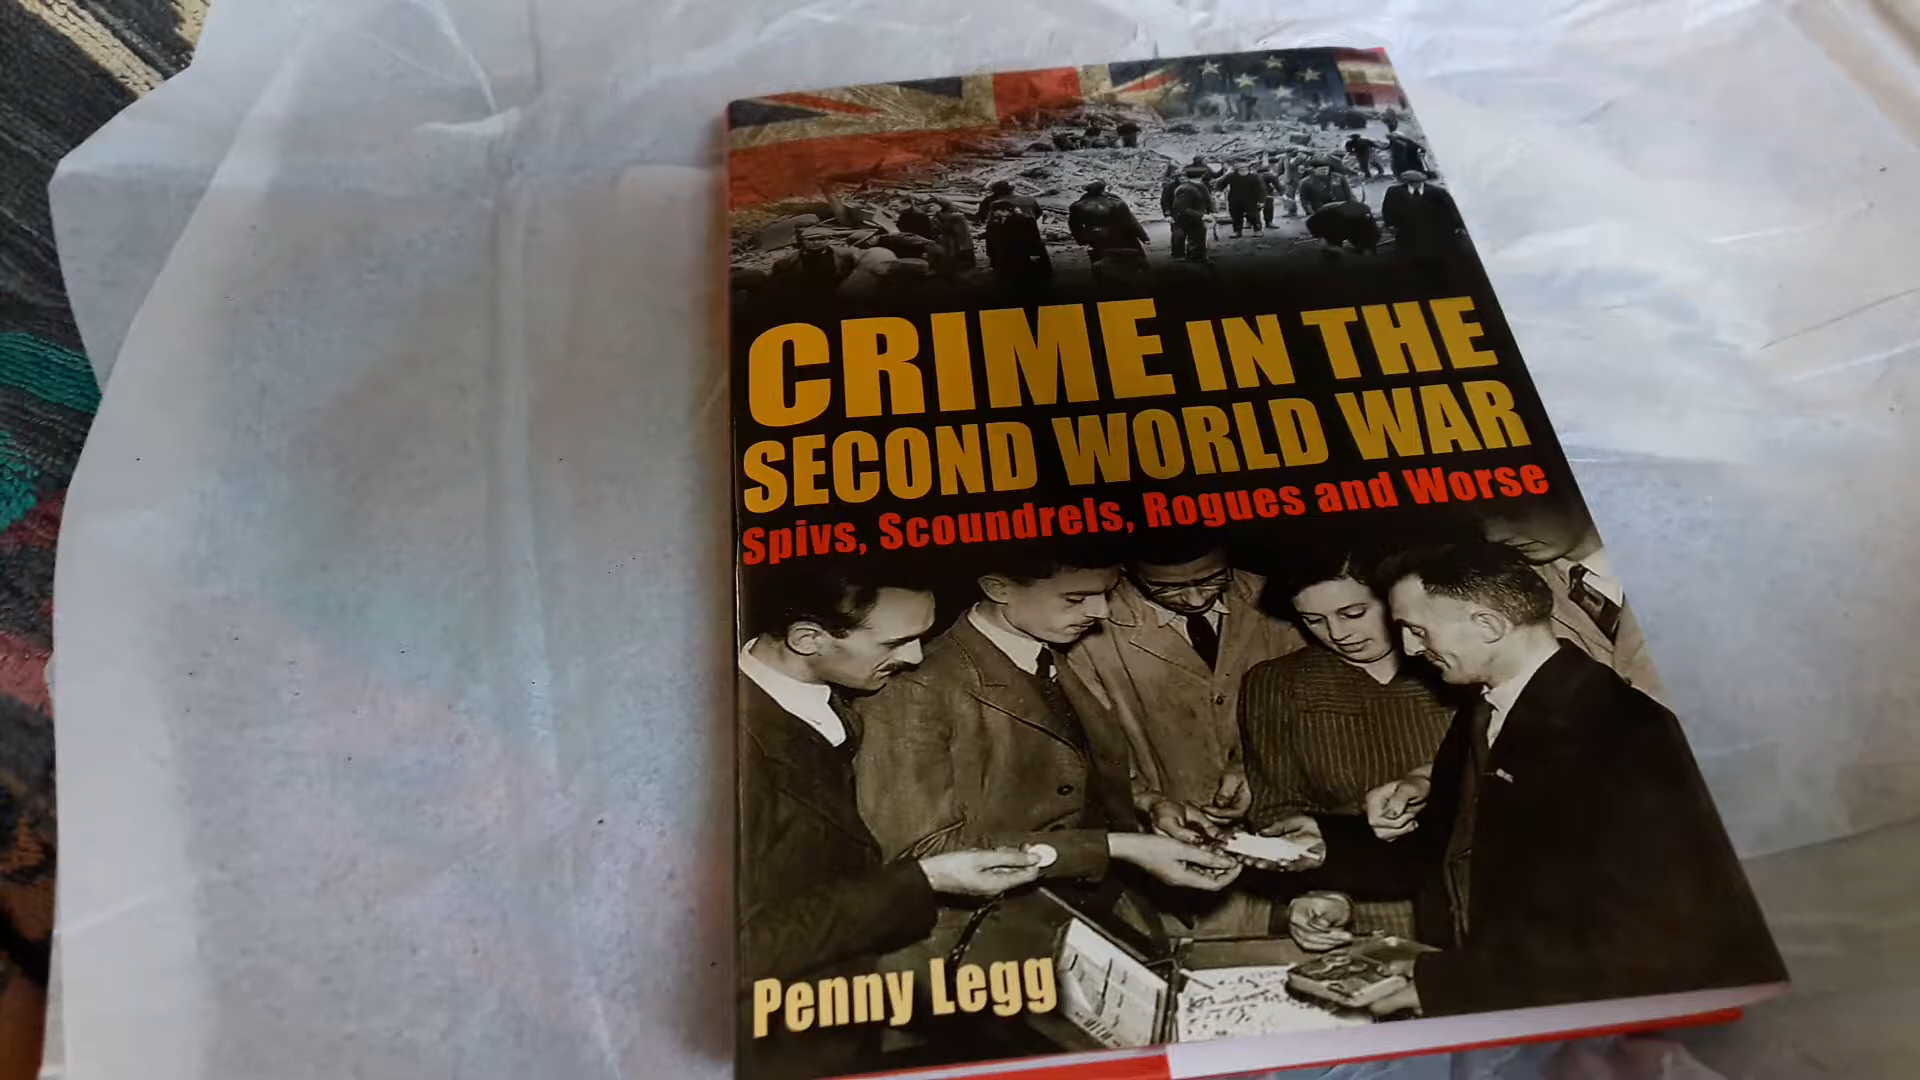 CRIME IN THE
SECOND WORLD WAR
Spivs, Scoundrels, Rogues and Worse
Penny Legg